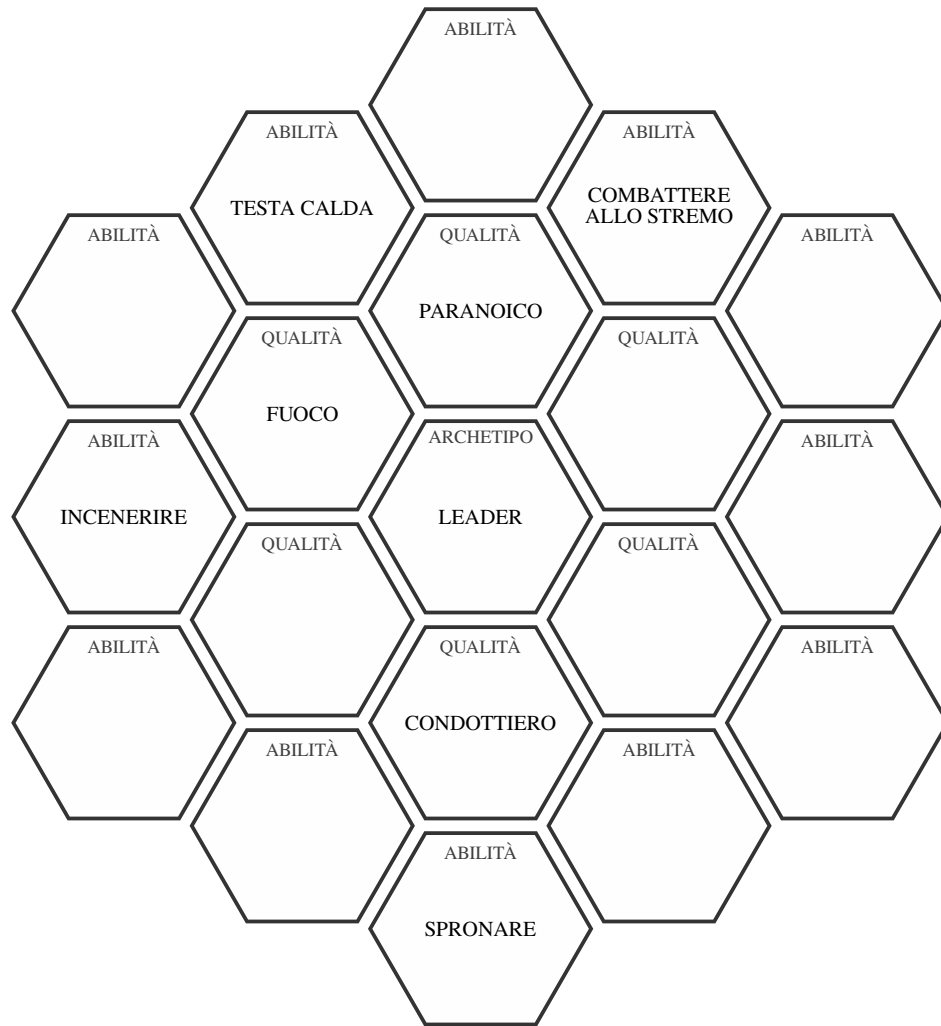 ABILITÀ
ABILITÀ
TESTA CALDA
ABILITÀ
COMBATTERE
ALLO STREMO
ABILITÀ
QUALITÀ
PARANOICO
ABILITÀ
QUALITÀ
FUOCO
QUALITÀ
ABILITÀ
INCENERIRE
ARCHETIPO
LEADER
ABILITÀ
QUALITÀ
QUALITÀ
ABILITÀ
QUALITÀ
CONDOTTIERO
ABILITÀ
ABILITÀ
ABILITÀ
ABILITÀ
SPRONARE